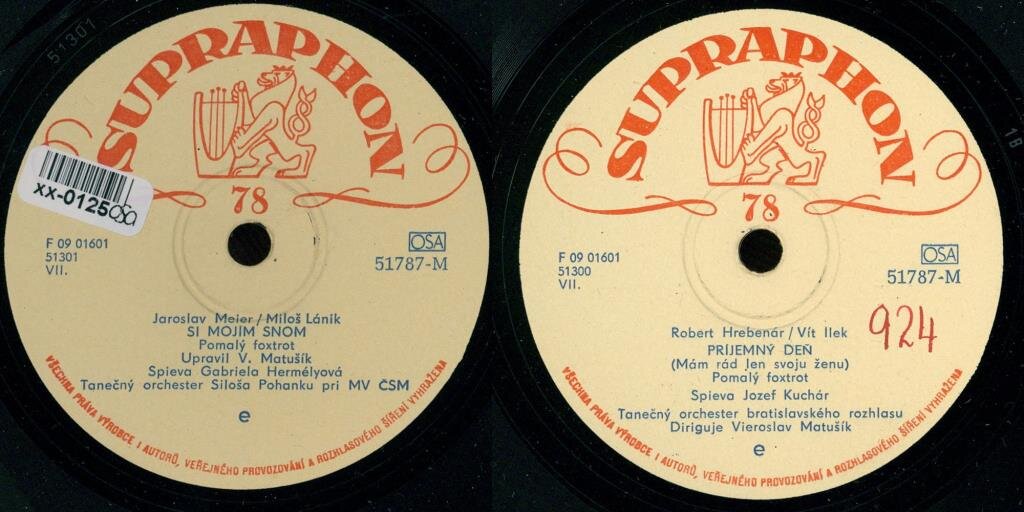 51301
SUPRAPHON
78
xx-0125
OSA
F 09 01601
51301
VII.
OSA
51787-M
Jaroslav Meier / Miloš Lánik
SI MOJIM SNOM
Pomalý foxtrot
Upravil V. Matušík
Spieva Gabriela Hermélyová
Tanečný orchester Siloša Pohanku pri MV ČSM
e
VŠECHNA PRÁVA VÝROBCE I AUTORŮ, VEŘEJNÉHO PROVOZOVÁNÍ A ROZHLASOVÉHO ŠÍŘENÍ VYHRAŽENA
SUPRAPHON
78
18
F 09 01601
51300
VII.
OSA
51787-M
924
Robert Hrebenár / Vít Ilek
PRÍJEMNÝ DEŇ
(Mám rád len svoju ženu)
Pomalý foxtrot
Spieva Jozef Kuchár
Tanečný orchester bratislavského rozhlasu
Diriguje Vieroslav Matušík
e
VŠECHNA PRÁVA VÝROBCE I AUTORŮ, VEŘEJNÉHO PROVOZOVÁNÍ A ROZHLASOVÉHO ŠÍŘENÍ VYHRAŽENA